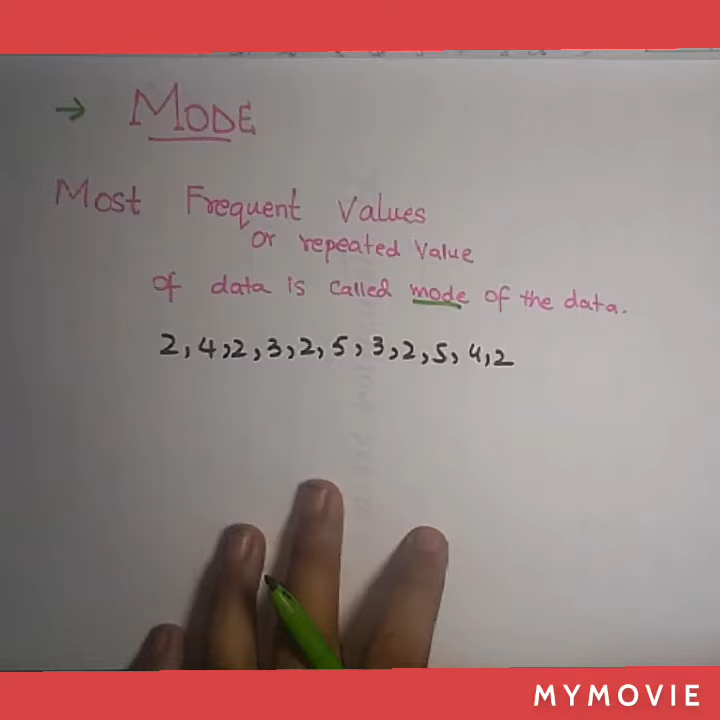 → MODE
Most Frequent Values
or repeated Value
of data is called mode of the data.
2,4,2,3,2,5,3,2,5,4,2
MYMOVIE